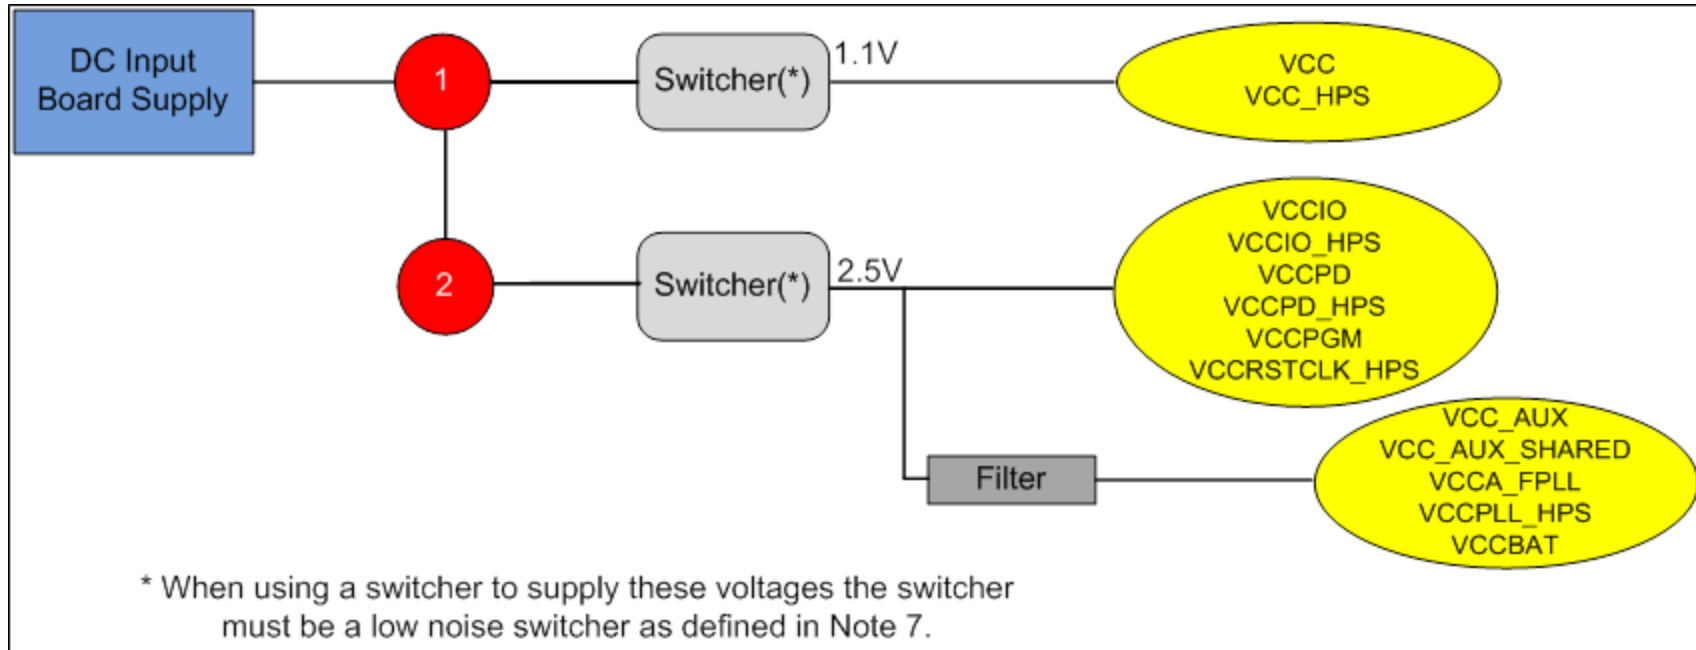 DC Input
Board Supply
1
Switcher(*)
1.1V
VCC
VCC_HPS
2
Switcher(*)
2.5V
VCCIO
VCCIO_HPS
VCCPD
VCCPD_HPS
VCCPGM
VCCRSTCLK_HPS
Filter
VCC_AUX
VCC_AUX_SHARED
VCCA_FPLL
VCCPLL_HPS
VCCBAT
* When using a switcher to supply these voltages the switcher
must be a low noise switcher as defined in Note 7.